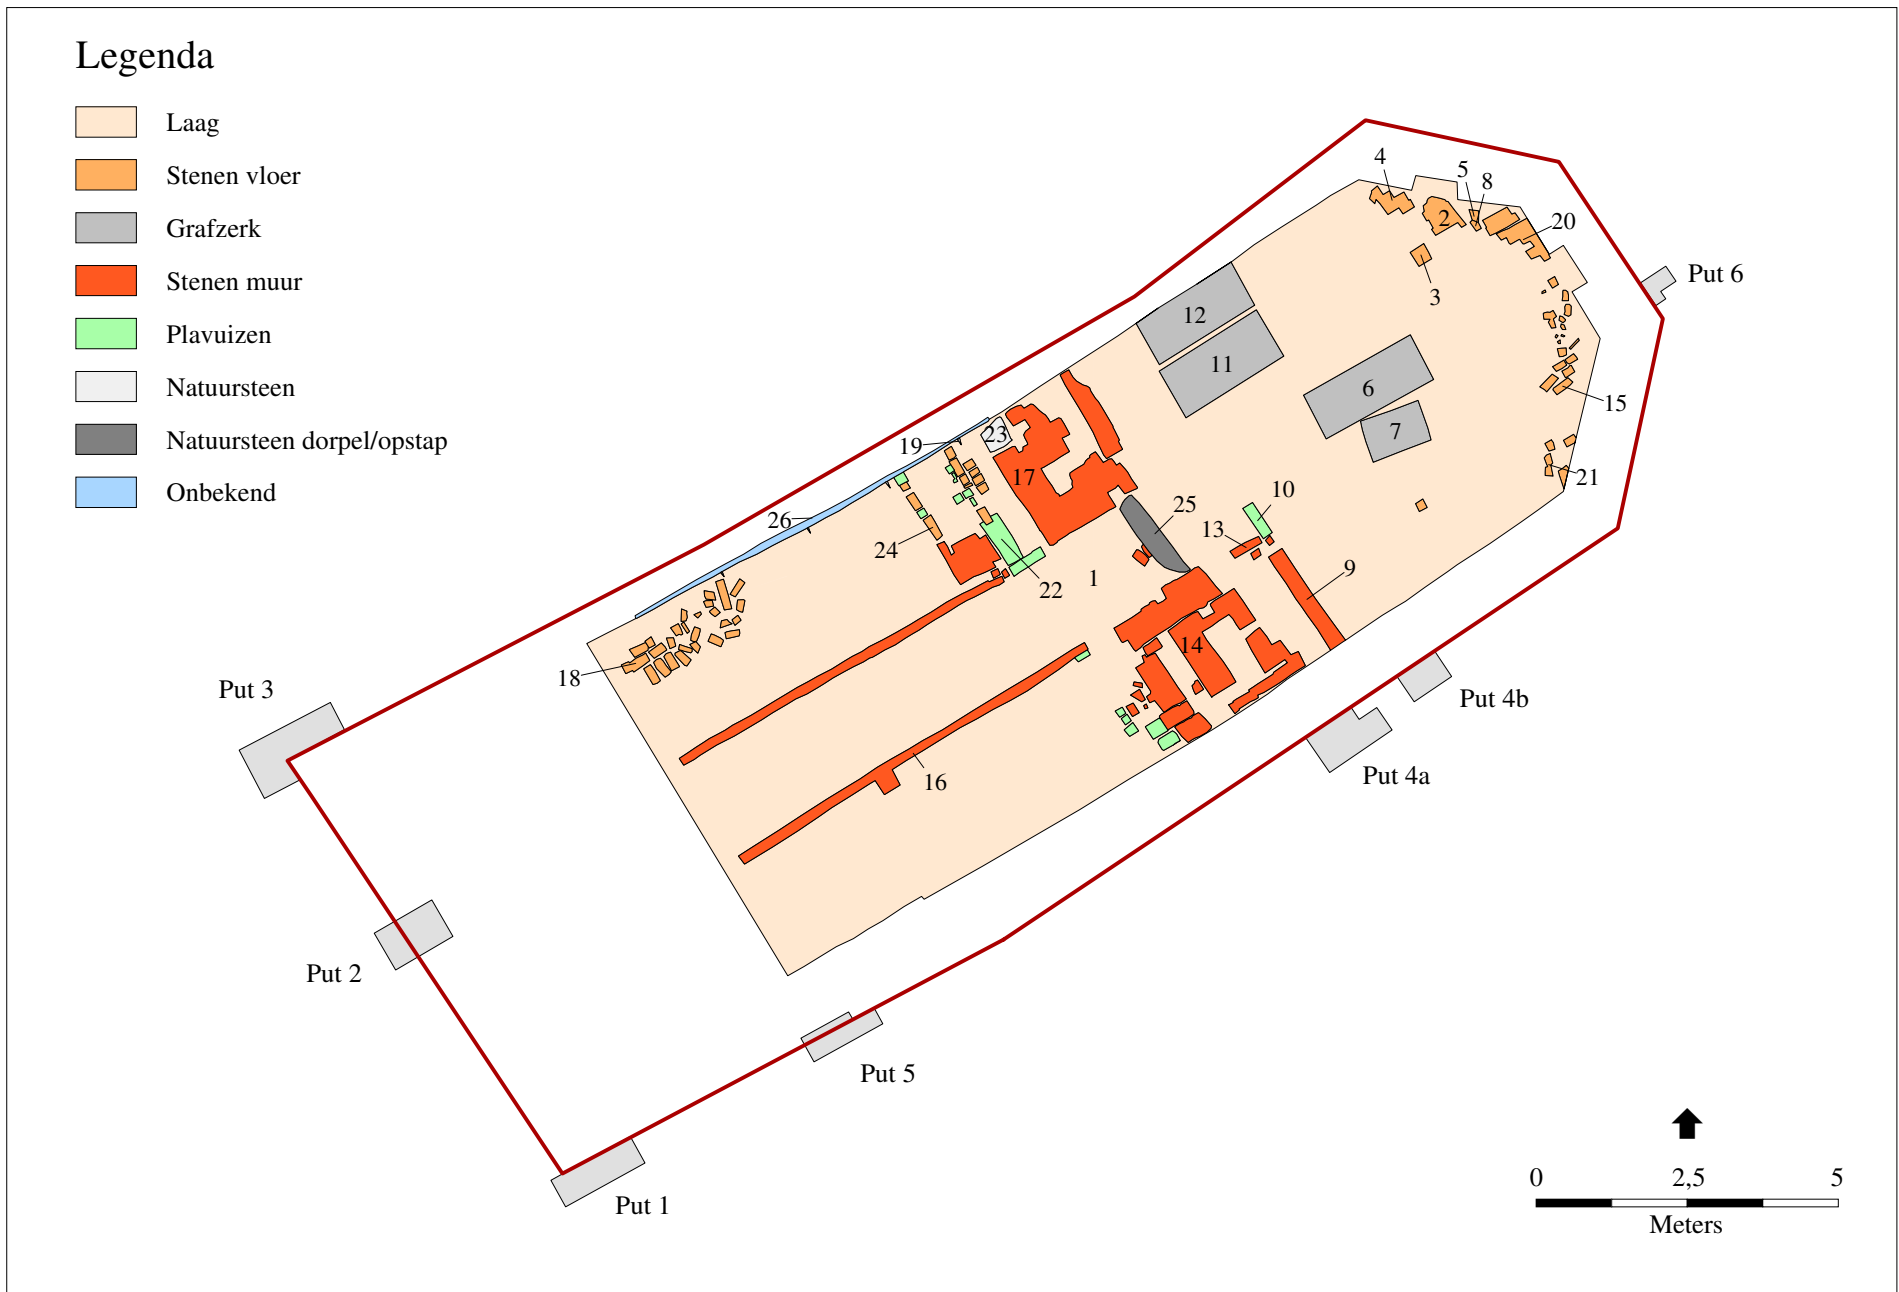 Legenda
Laag
Stenen vloer
Grafzerk
Stenen muur
Plavuizen
Natuursteen
Natuursteen dorpel/opstap
Onbekend
4
5
8
2
20
3
Put 6
12
11
6
7
15
21
19
23
17
26
24
22
25
10
13
1
9
14
18
16
Put 3
Put 4b
Put 4a
Put 2
Put 5
Put 1
0 2,5 5
Meters